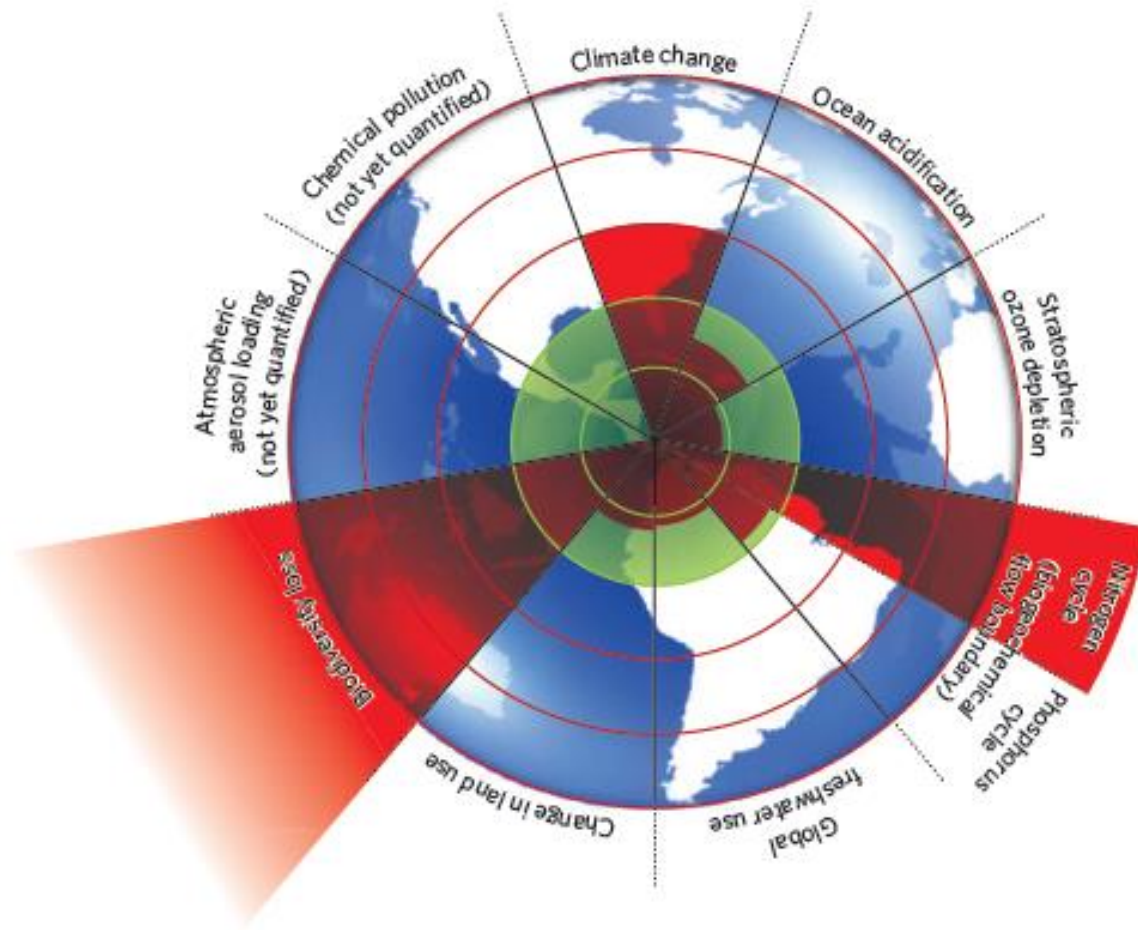 Climate change
Ocean acidification
Stratospheric
ozone depletion
Nitrogen
cycle
(biogeochemical
flow boundary)
Phosphorus
cycle
Global
freshwater use
Change in land use
Biodiversity loss
Atmospheric
aerosol loading
(not yet quantified)
Chemical pollution
(not yet quantified)